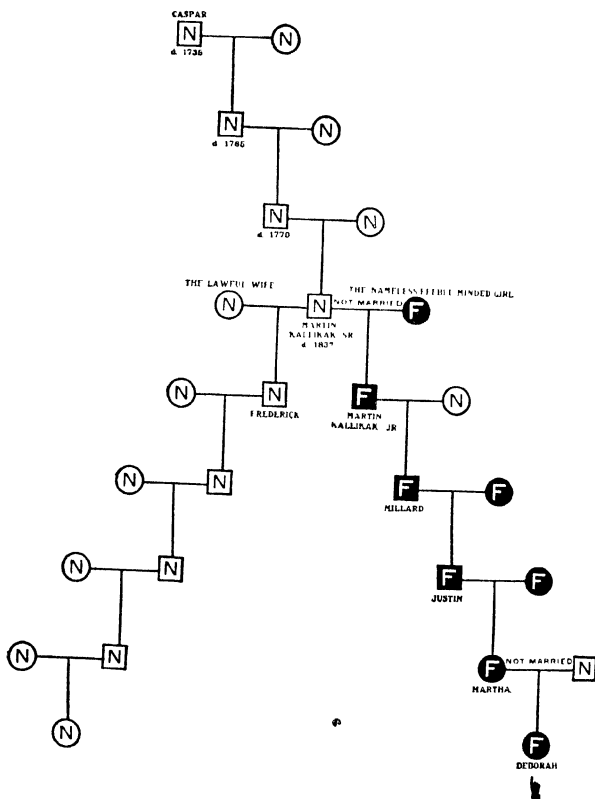 CASPAR
N N
d. 1736
N N
d. 1785
N N
d. 1770
THE LAWFUL WIFE THE NAMELESS FEEBLE MINDED GIRL
N N NOT MARRIED F
MARTIN
KALLIKAK SR
d. 1837
N N F N
FREDERICK MARTIN
KALLIKAK JR
N N F F
MILLARD
N N F F
JUSTIN
N N F NOT MARRIED N
MARTHA
N F
DEBORAH